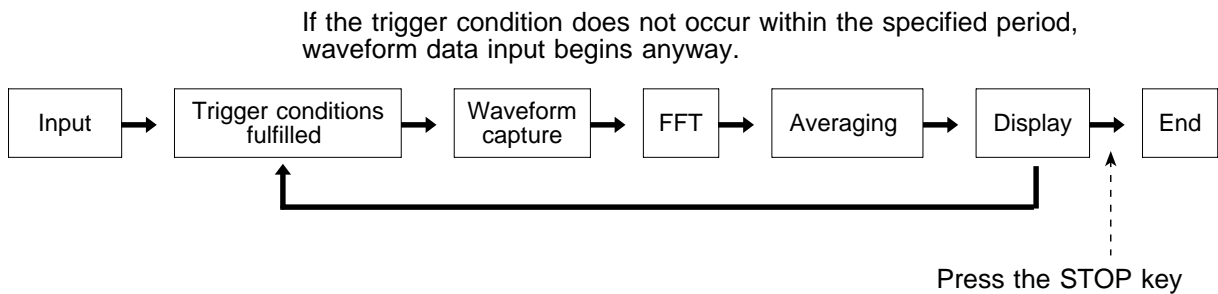 If the trigger condition does not occur within the specified period,
waveform data input begins anyway.
Input
Trigger conditions
fulfilled
Waveform
capture
FFT
Averaging
Display
End
Press the STOP key